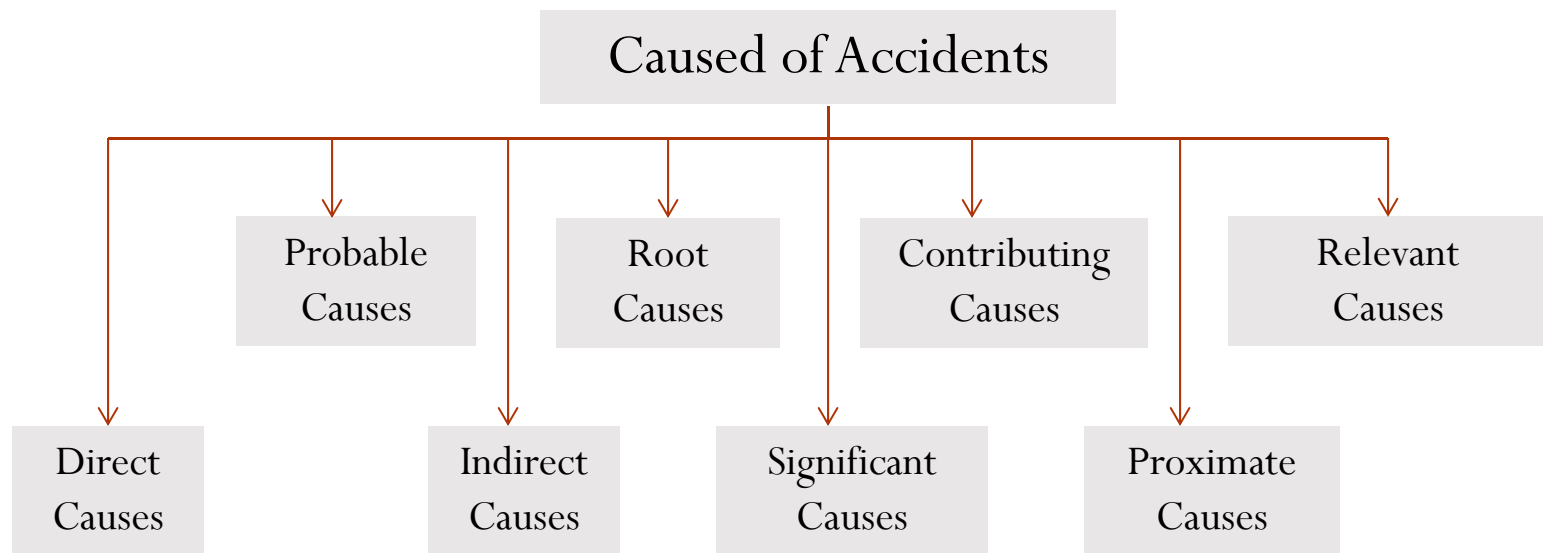 Caused of Accidents
Probable
Causes
Root
Causes
Contributing
Causes
Relevant
Causes
Direct
Causes
Indirect
Causes
Significant
Causes
Proximate
Causes